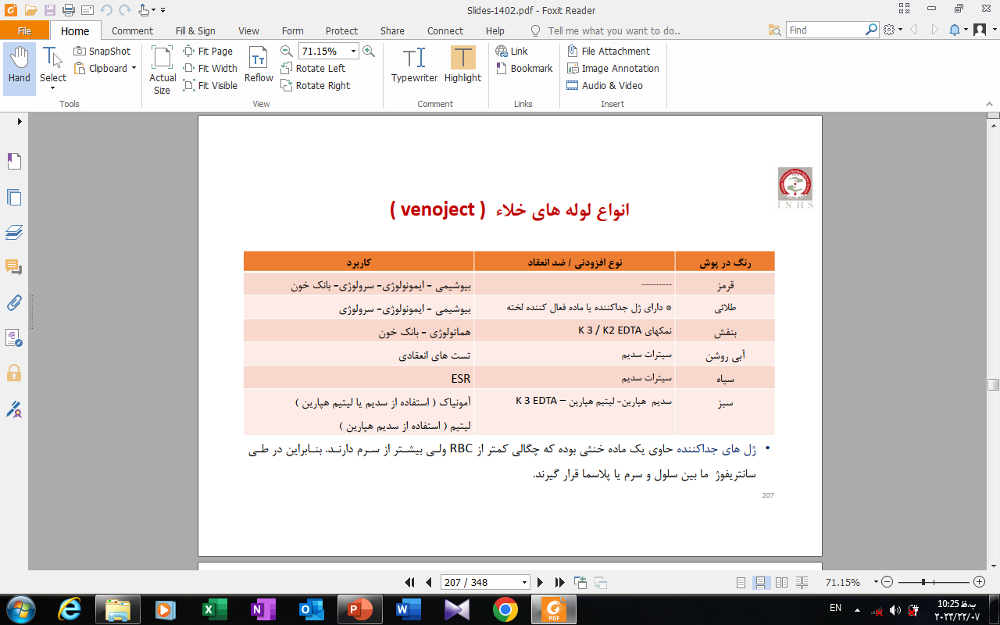 Slides-1402.pdf - Foxit Reader
File Home Comment Fill & Sign View Form Protect Share Connect Help Tell me what you want to do.. Find
Hand
Select
SnapShot
Clipboard
Tools
Actual Size
Fit Page
Fit Width
Fit Visible
Reflow
71.15%
Rotate Left
Rotate Right
View
Typewriter
Highlight
Comment
Link
Bookmark
Links
File Attachment
Image Annotation
Audio & Video
Insert
INHS
انواع لوله های خلاء ( venoject )
رنگ در پوش نوع افزودنی / ضد انعقاد کاربرد
قرمز ------------- بیوشیمی – ایمونولوژی- سرولوژی- بانک خون
طلائی * دارای ژل جداکننده یا ماده فعال کننده لخته بیوشیمی – ایمونولوژی- سرولوژی
بنفش نمکهای K 3 / K2 EDTA هماتولوژی – بانک خون
آبی روشن سیترات سدیم تست های انعقادی
سیاه سیترات سدیم ESR
سبز سدیم هپارین- لیتیم هپارین – K 3 EDTA آمونیاک ( استفاده از سدیم یا لیتیم هپارین )
لیتیم ( استفاده از سدیم هپارین )
• ژل های جداکننده حاوی یک ماده خنثی بوده که چگالی کمتر از RBC ولی بیشتر از سرم دارند. بنابراین در طی
سانتریفوژ ما بین سلول و سرم یا پلاسما قرار گیرند.
207
207 / 348
71.15%
EN
10:25 ب.ظ
۲۰۲۳/۲۲/۰۷
PDF